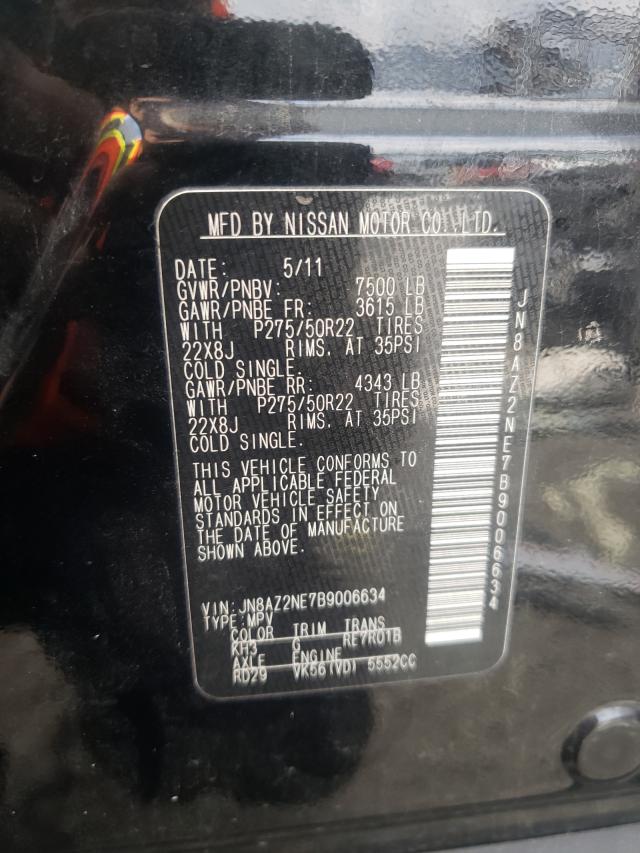 MFD BY NISSAN MOTOR CO.,LTD.
DATE: 5/11
GVWR/PNBV: 7500 LB
GAWR/PNBE FR: 3615 LB
WITH P275/50R22 TIRES
22X8J RIMS. AT 35PSI
COLD SINGLE.
GAWR/PNBE RR: 4343 LB
WITH P275/50R22 TIRES
22X8J RIMS. AT 35PSI
COLD SINGLE.
THIS VEHICLE CONFORMS TO
ALL APPLICABLE FEDERAL
MOTOR VEHICLE SAFETY
STANDARDS IN EFFECT ON
THE DATE OF MANUFACTURE
SHOWN ABOVE.
VIN: JN8AZ2NE7B9006634
TYPE: MPV
COLOR TRIM TRANS
KH3 G RE7R01B
AXLE ENGINE
RD29 VK56(VD) 5552CC
JN8AZ2NE7B9006634